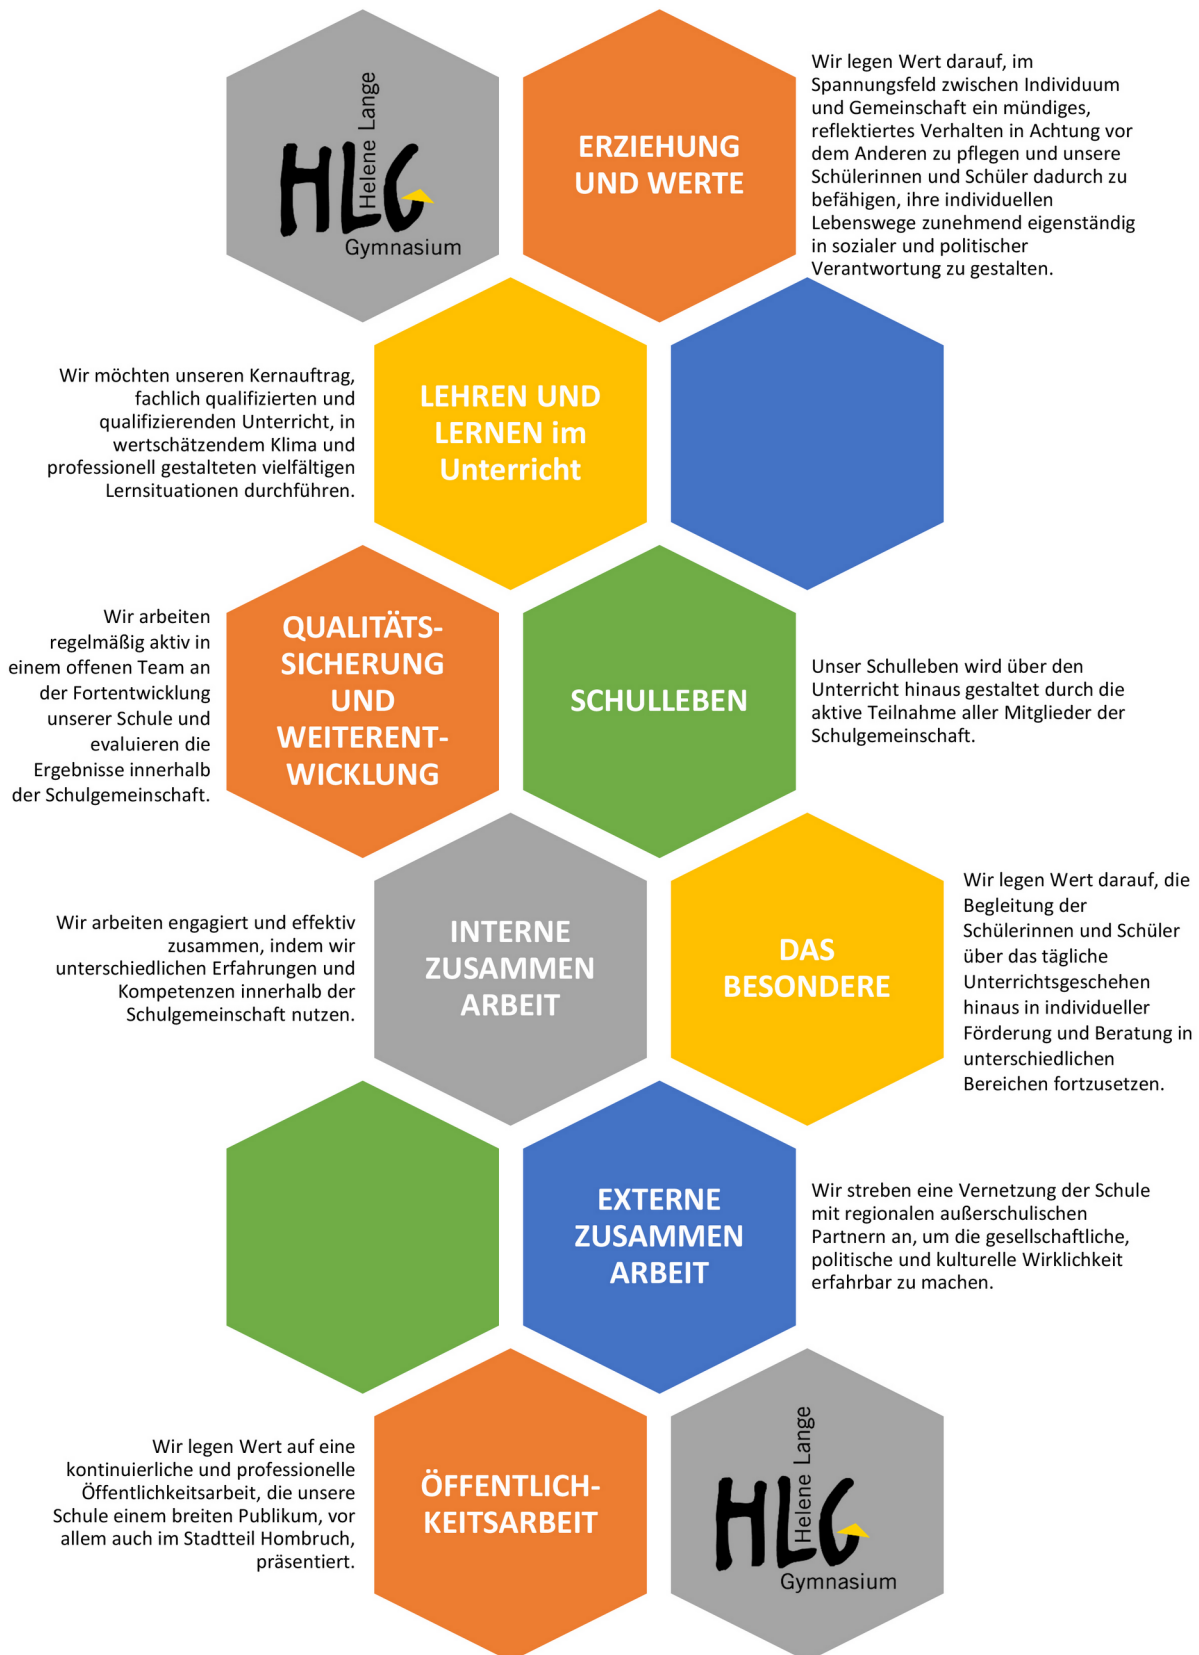 Helene Lange
HLG
Gymnasium
ERZIEHUNG
UND WERTE
Wir legen Wert darauf, im
Spannungsfeld zwischen Individuum
und Gemeinschaft ein mündiges,
reflektiertes Verhalten in Achtung vor
dem Anderen zu pflegen und unsere
Schülerinnen und Schüler dadurch zu
befähigen, ihre individuellen
Lebenswege zunehmend eigenständig
in sozialer und politischer
Verantwortung zu gestalten.
Wir möchten unseren Kernauftrag,
fachlich qualifizierten und
qualifizierenden Unterricht, in
wertschätzendem Klima und
professionell gestalteten vielfältigen
Lernsituationen durchführen.
LEHREN UND
LERNEN im
Unterricht
Wir arbeiten
regelmäßig aktiv in
einem offenen Team an
der Fortentwicklung
unserer Schule und
evaluieren die
Ergebnisse innerhalb
der Schulgemeinschaft.
QUALITÄTS-
SICHERUNG
UND
WEITERENT-
WICKLUNG
SCHULLEBEN
Unser Schulleben wird über den
Unterricht hinaus gestaltet durch die
aktive Teilnahme aller Mitglieder der
Schulgemeinschaft.
Wir arbeiten engagiert und effektiv
zusammen, indem wir
unterschiedlichen Erfahrungen und
Kompetenzen innerhalb der
Schulgemeinschaft nutzen.
INTERNE
ZUSAMMEN
ARBEIT
DAS
BESONDERE
Wir legen Wert darauf, die
Begleitung der
Schülerinnen und Schüler
über das tägliche
Unterrichtsgeschehen
hinaus in individueller
Förderung und Beratung in
unterschiedlichen
Bereichen fortzusetzen.
EXTERNE
ZUSAMMEN
ARBEIT
Wir streben eine Vernetzung der Schule
mit regionalen außerschulischen
Partnern an, um die gesellschaftliche,
politische und kulturelle Wirklichkeit
erfahrbar zu machen.
Wir legen Wert auf eine
kontinuierliche und professionelle
Öffentlichkeitsarbeit, die unsere
Schule einem breiten Publikum, vor
allem auch im Stadtteil Hombruch,
präsentiert.
ÖFFENTLICH-
KEITSARBEIT
Helene Lange
HLG
Gymnasium